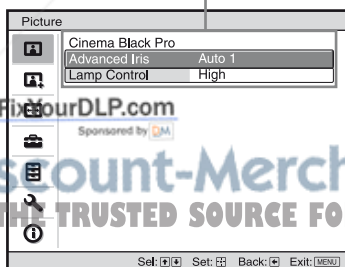 Picture
Cinema Black Pro
Advanced Iris Auto 1
Lamp Control High
FixYourDLP.com
Sponsored by DM
scount-Merch
THE TRUSTED SOURCE FO
Sel: Set: Back: Exit: MENU